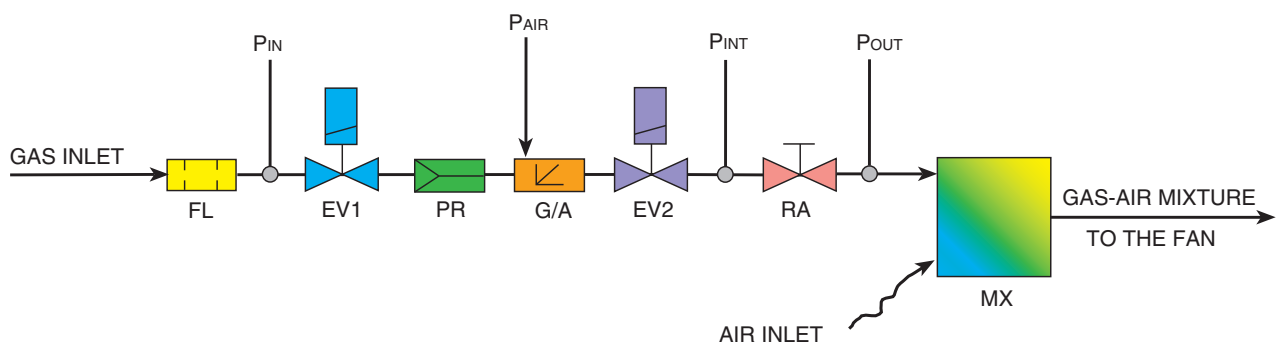 PIN
PAIR
PINT
POUT
GAS INLET
FL
EV1
PR
G/A
EV2
RA
GAS-AIR MIXTURE
TO THE FAN
MX
AIR INLET